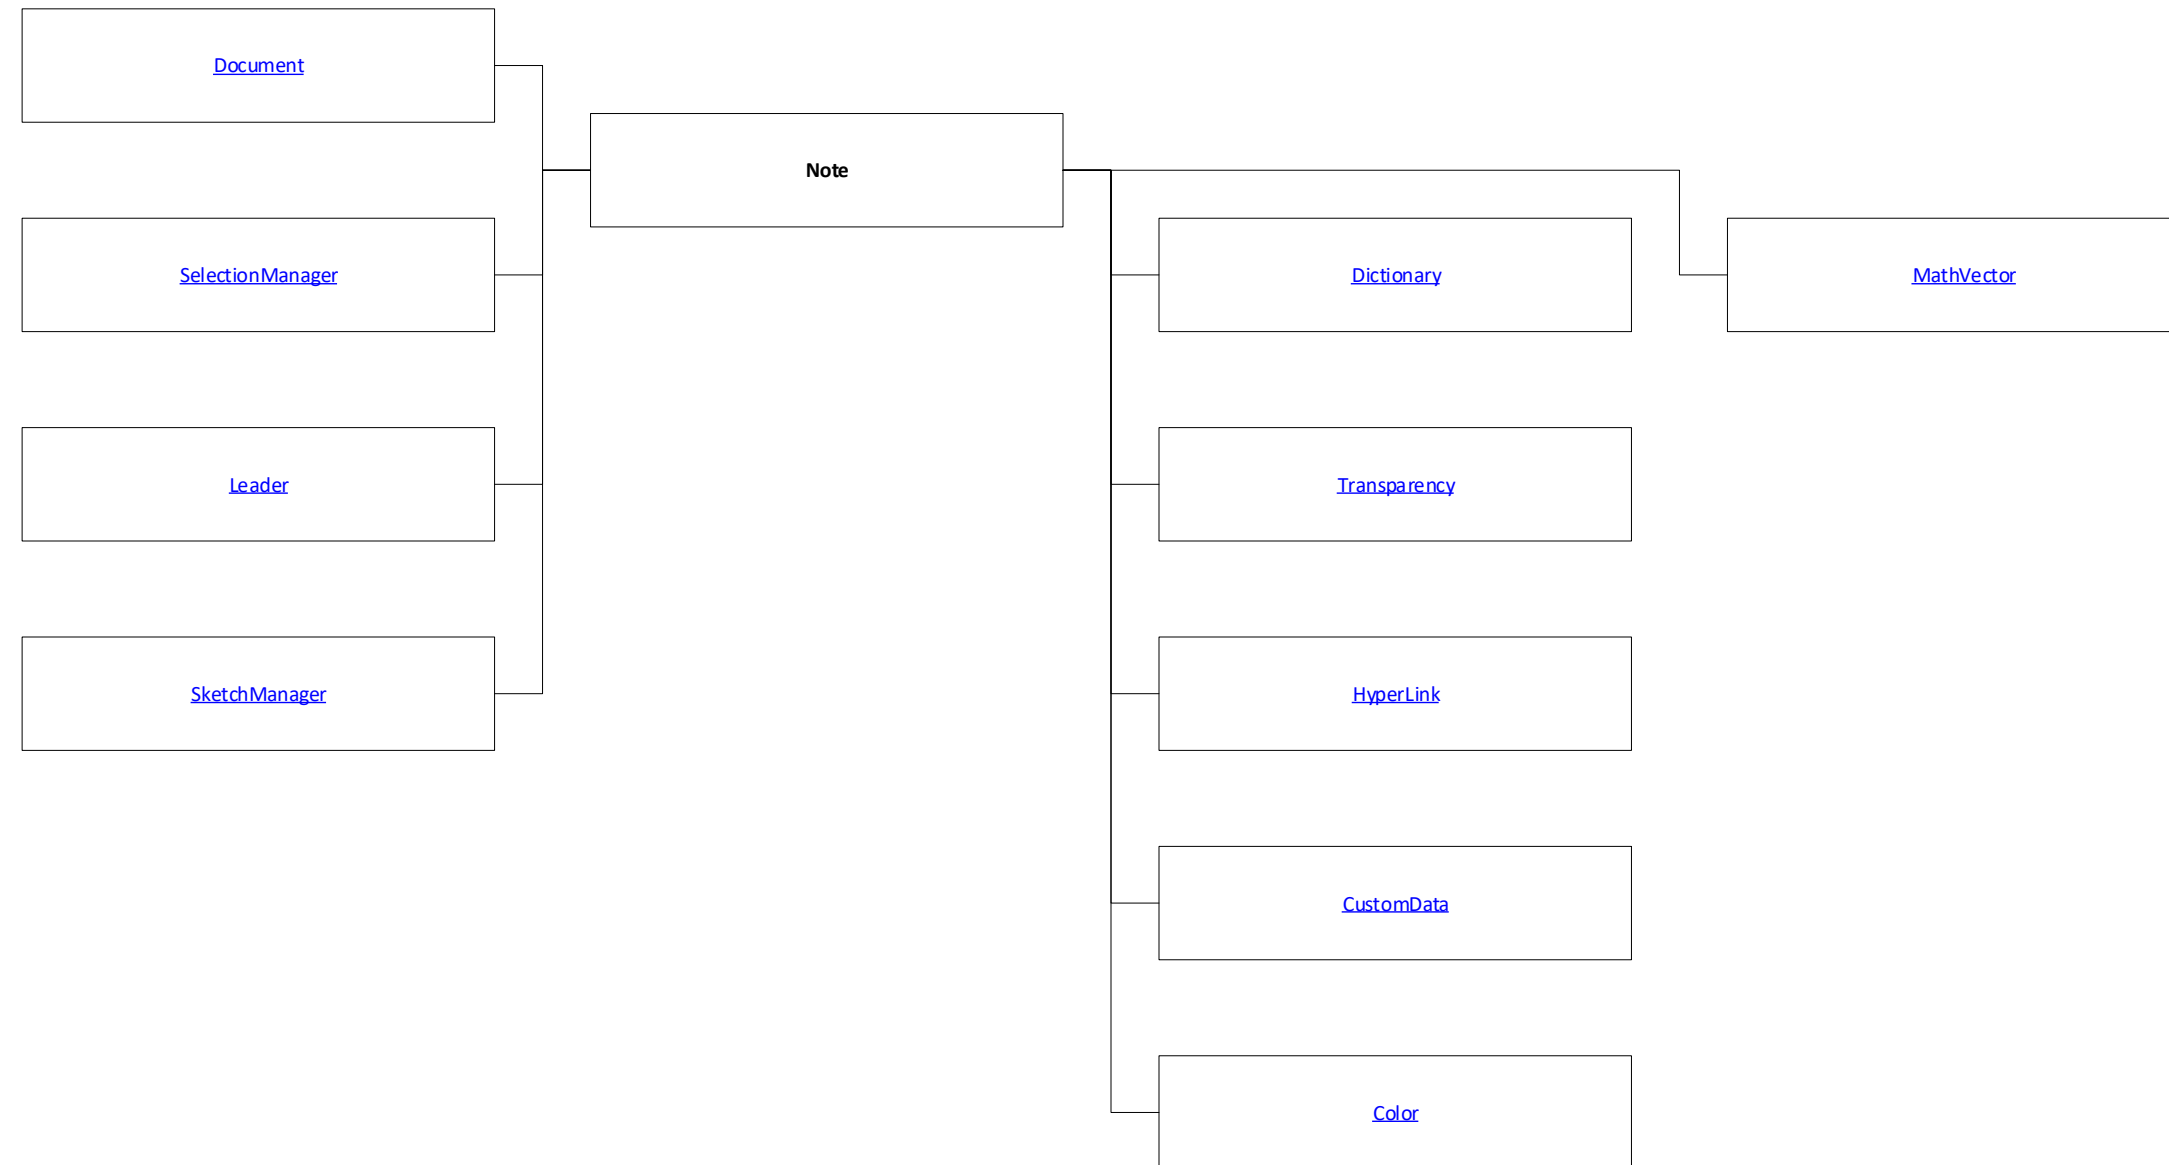 Document
Note
SelectionManager
Dictionary
MathVector
Leader
Transparency
SketchManager
HyperLink
CustomData
Color